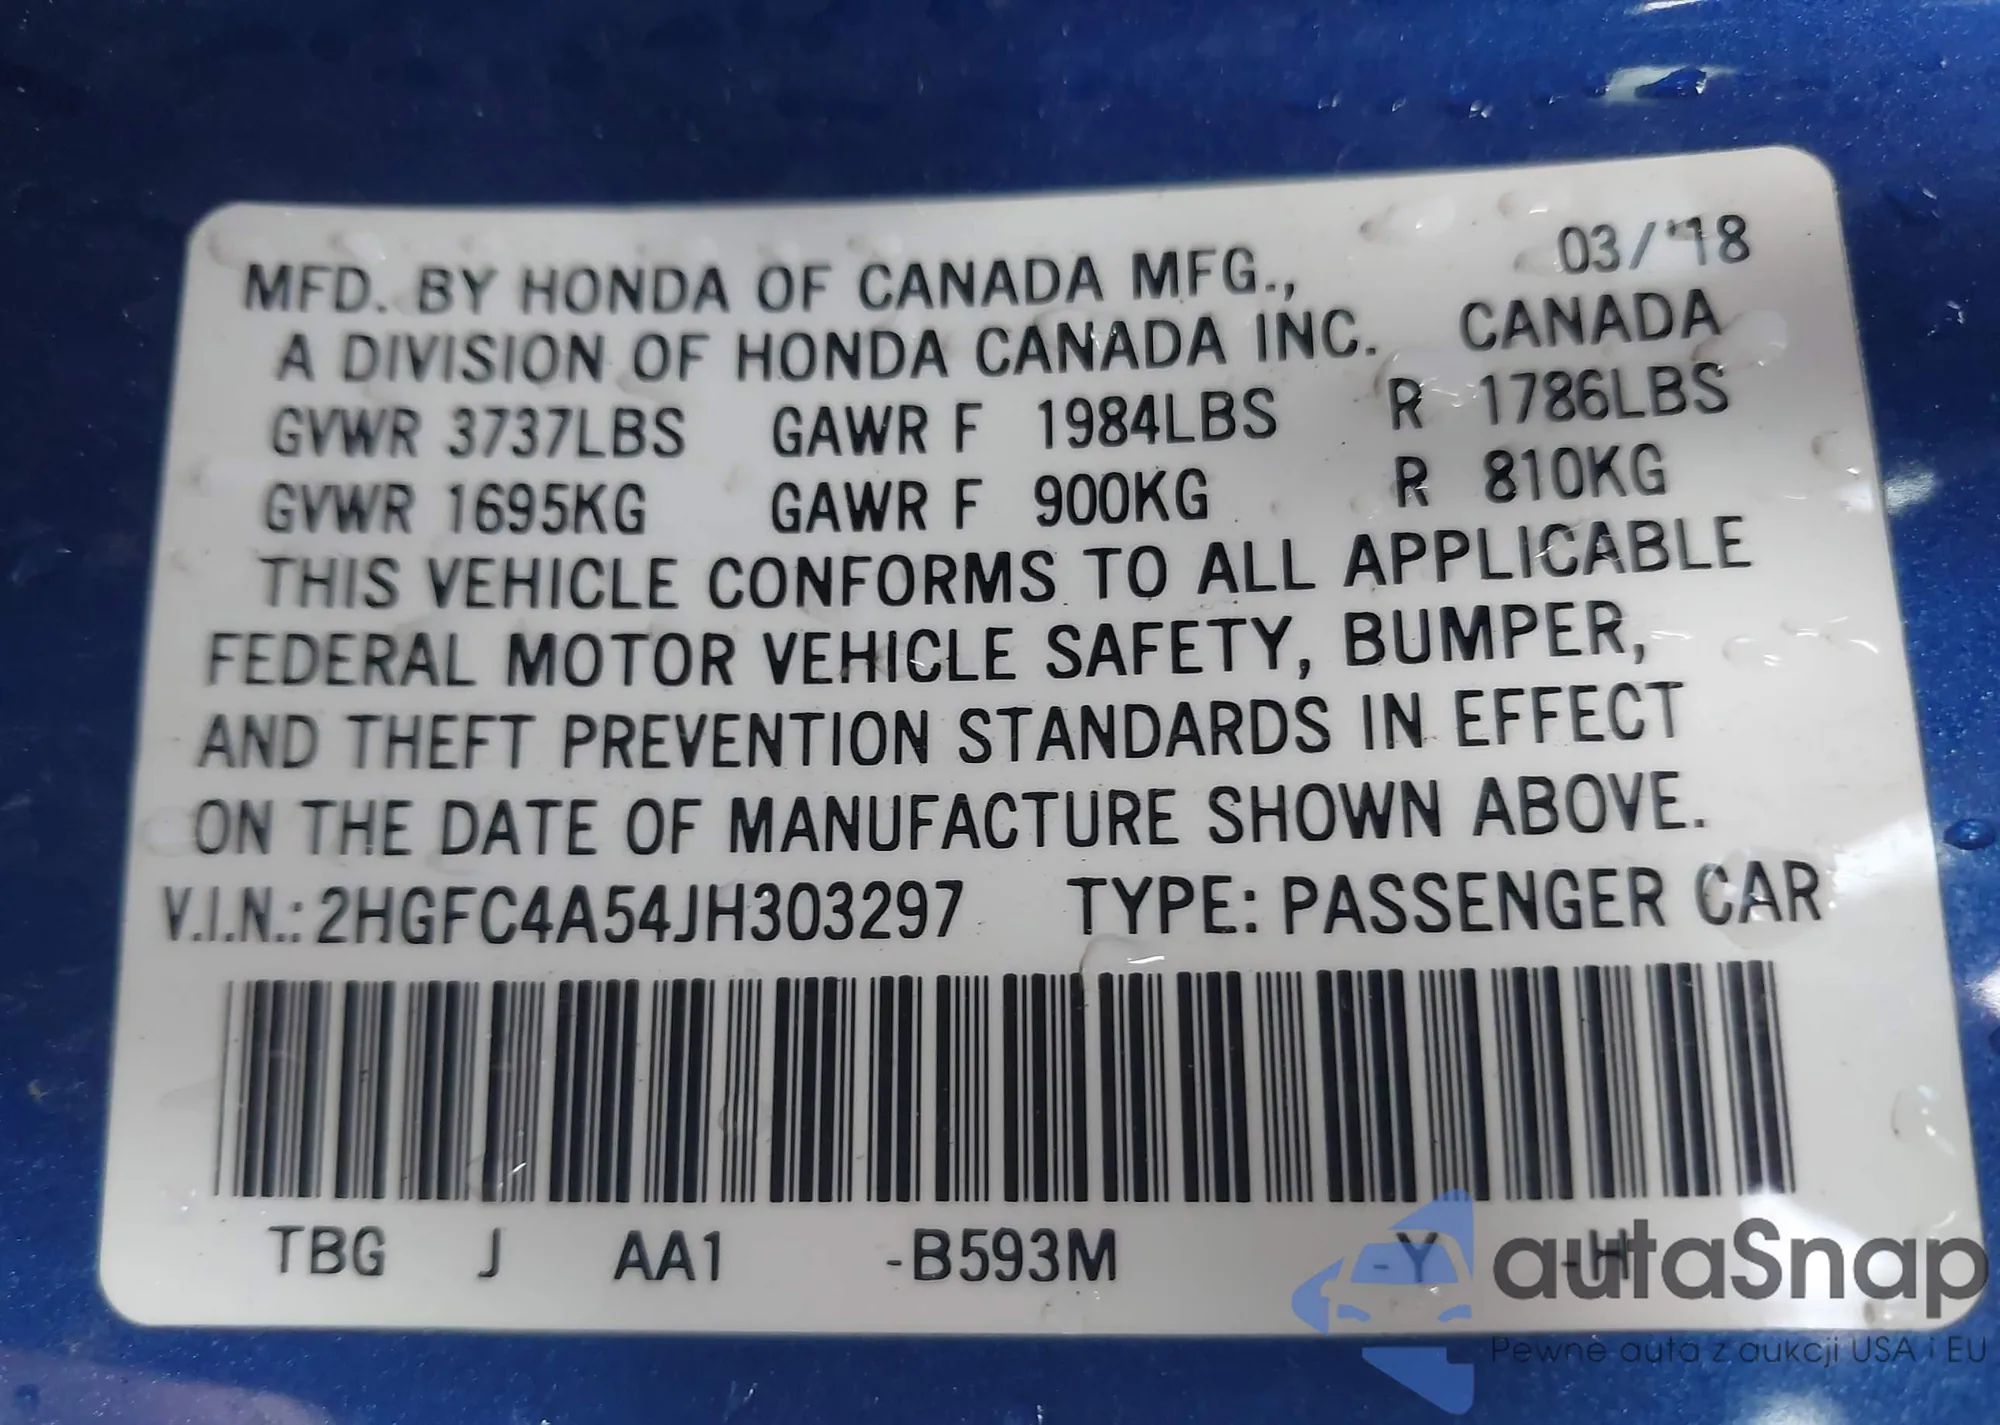 03/'18
MFD. BY HONDA OF CANADA MFG.,
A DIVISION OF HONDA CANADA INC. CANADA
GVWR 3737LBS GAWR F 1984LBS R 1786LBS
GVWR 1695KG GAWR F 900KG R 810KG
THIS VEHICLE CONFORMS TO ALL APPLICABLE
FEDERAL MOTOR VEHICLE SAFETY, BUMPER,
AND THEFT PREVENTION STANDARDS IN EFFECT
ON THE DATE OF MANUFACTURE SHOWN ABOVE.
V.I.N.: 2HGFC4A54JH303297 TYPE: PASSENGER CAR
TBG J AA1 -B593M -Y -H
autaSnap
Pewne auta z aukcji USA i EU